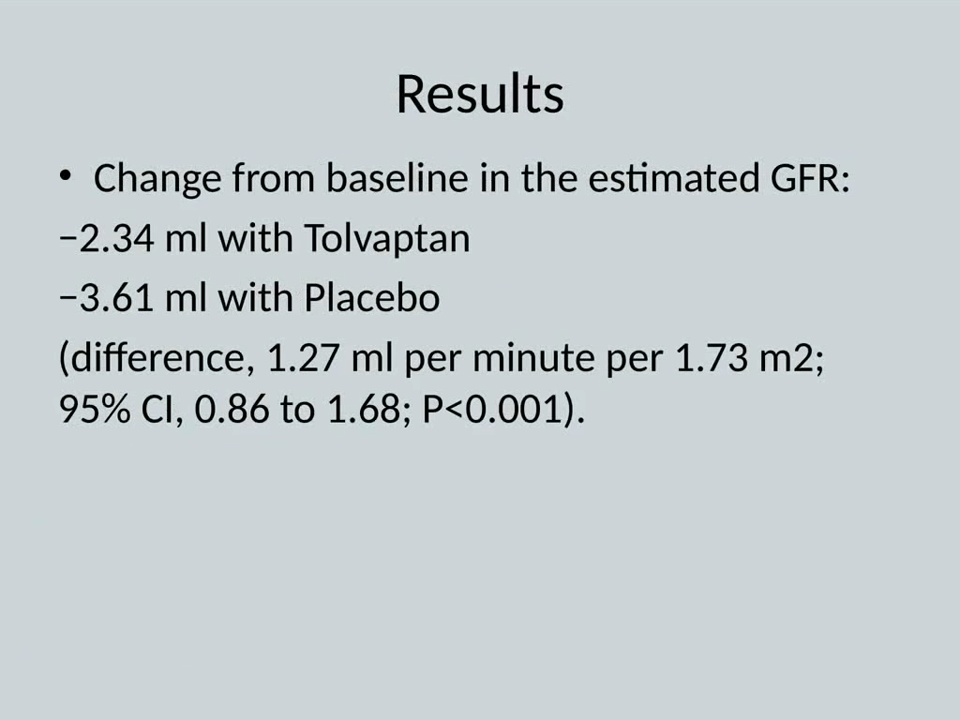 Results
• Change from baseline in the estimated GFR:
−2.34 ml with Tolvaptan
−3.61 ml with Placebo
(difference, 1.27 ml per minute per 1.73 m2;
95% CI, 0.86 to 1.68; P<0.001).